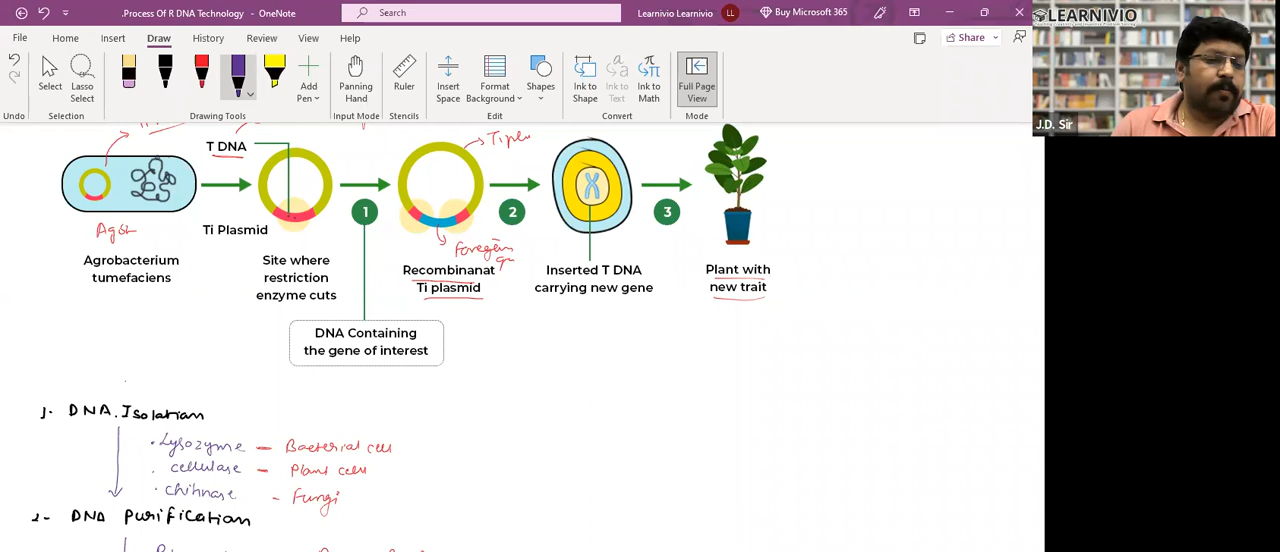 .Process Of R DNA Technology - OneNote
Search
Learnivio Learnivio
LL
Buy Microsoft 365
File
Home
Insert
Draw
History
Review
View
Help
Share
LEARNIVIO
Select
Lasso
Select
Add
Pen
Panning
Hand
Ruler
Insert
Space
Format
Background
Shapes
Ink to
Shape
Ink to
Text
Ink to
Math
Full Page
View
Undo
Selection
Drawing Tools
Input Mode
Stencils
Edit
Convert
Mode
J.D. Sir
T DNA
1
2
3
Ti Plasmid
Agrobacterium
tumefaciens
Site where
restriction
enzyme cuts
Foregein
Recombinanat
Ti plasmid
Inserted T DNA
carrying new gene
Plant with
new trait
DNA Containing
the gene of interest
1- DNA. Isolation
• Lysozyme – Bacterial cell
• cellulase – Plant cells
• chitinase - Fungi
2- DNA Purification